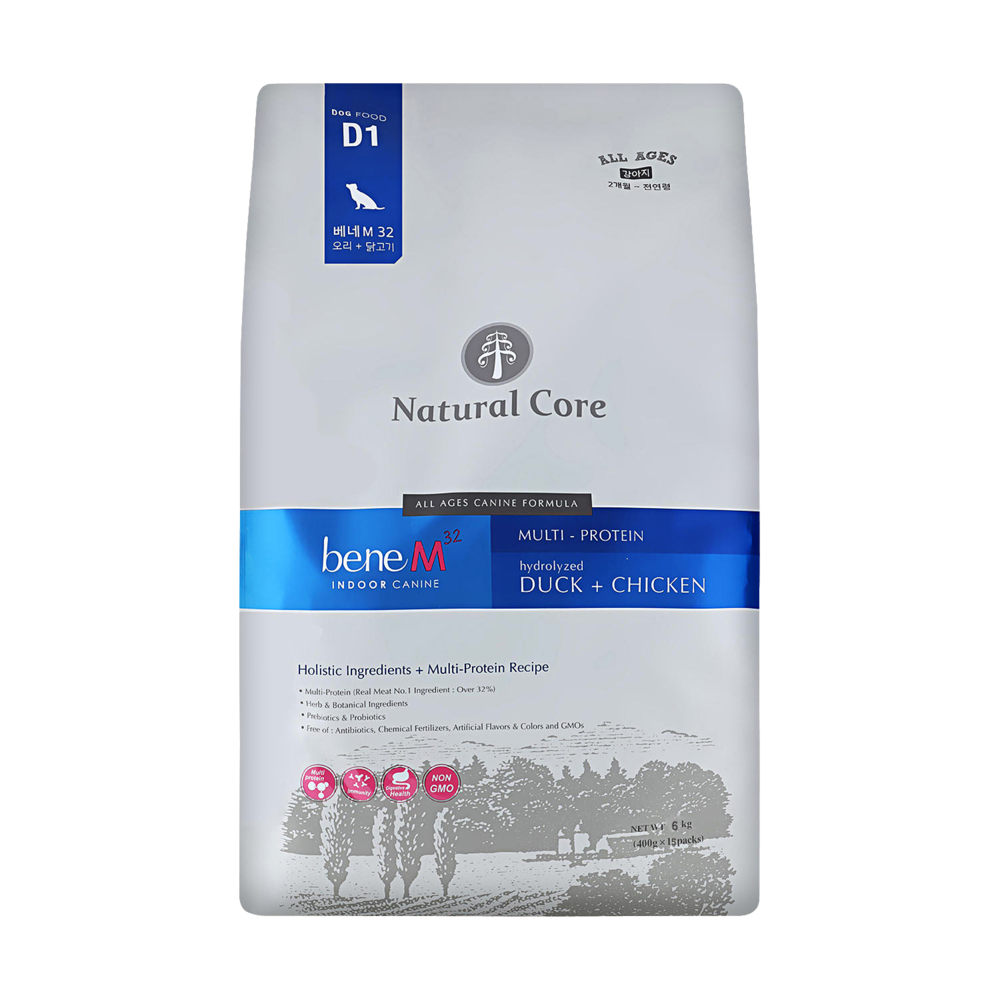 DOG FOOD
D1
베네 M 32
오리 + 닭고기
ALL AGES
강아지
2개월 ~ 전연령
Natural Core
ALL AGES CANINE FORMULA
bene M 32
INDOOR CANINE
MULTI - PROTEIN
hydrolyzed
DUCK + CHICKEN
Holistic Ingredients + Multi-Protein Recipe
• Multi-Protein (Real Meat No.1 Ingredient : Over 32%)
• Herb & Botanical Ingredients
• Prebiotics & Probiotics
• Free of : Antibiotics, Chemical Fertilizers, Artificial Flavors & Colors and GMOs
Multi protein
Immunity
Digestive Health
NON GMO
NET WT 6 kg
(400g x 15packs)